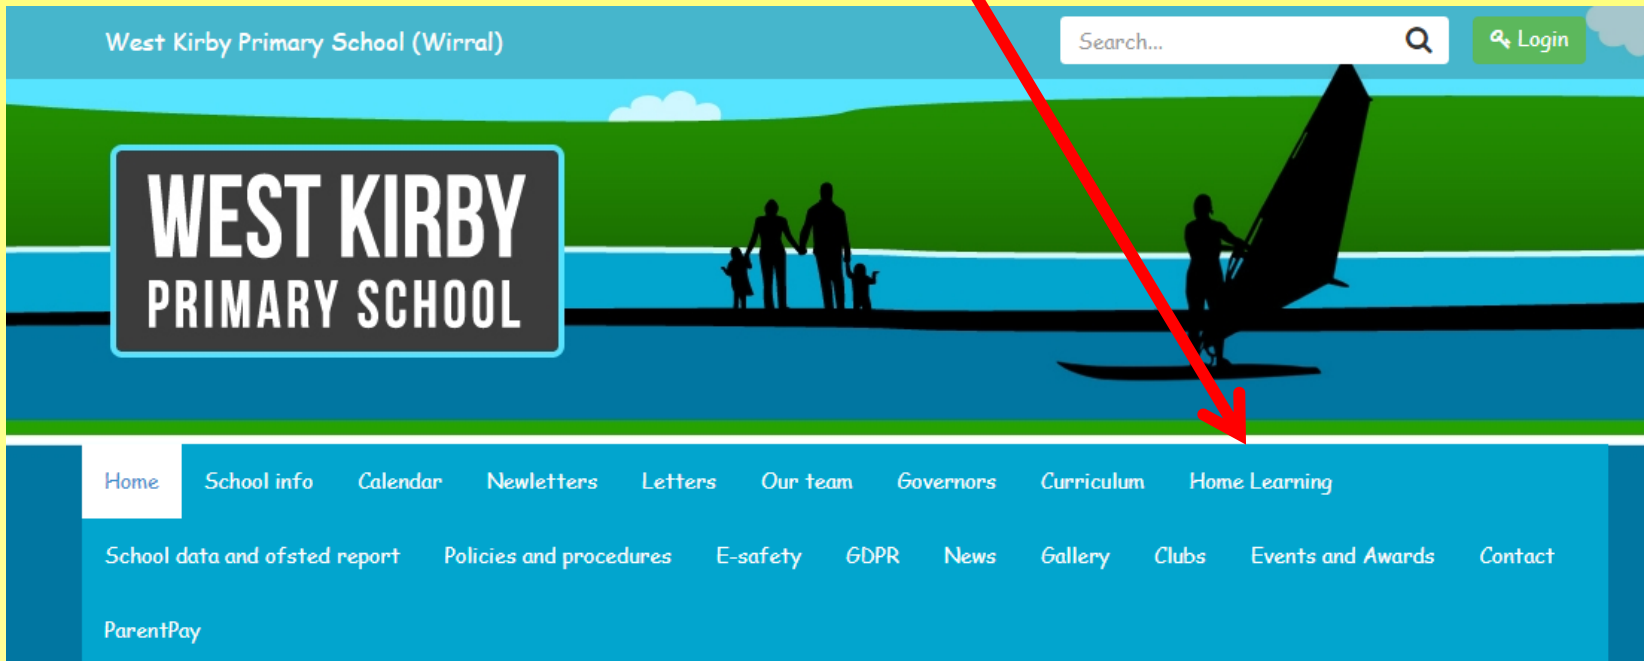 West Kirby Primary School (Wirral)
Search...
Login
WEST KIRBY
PRIMARY SCHOOL
Home School info Calendar Newletters Letters Our team Governors Curriculum Home Learning
School data and ofsted report Policies and procedures E-safety GDPR News Gallery Clubs Events and Awards Contact
ParentPay